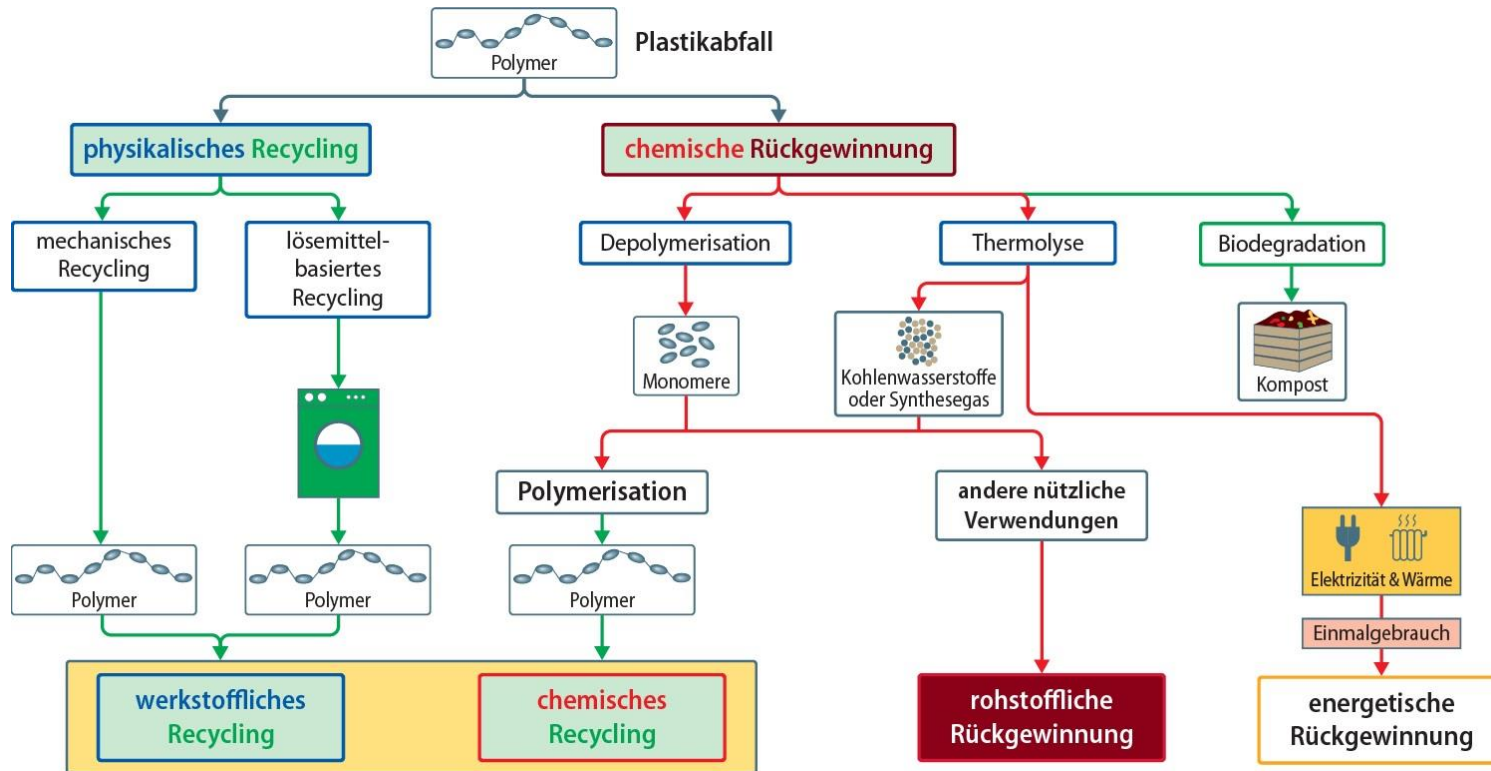 Plastikabfall
Polymer
physikalisches Recycling
chemische Rückgewinnung
mechanisches
Recycling
lösemittel-
basiertes
Recycling
Depolymerisation
Thermolyse
Biodegradation
Monomere
Kohlenwasserstoffe
oder Synthesegas
Kompost
Polymerisation
andere nützliche
Verwendungen
Elektrizität & Wärme
Polymer
Polymer
Polymer
Einmalgebrauch
werkstoffliches
Recycling
chemisches
Recycling
rohstoffliche
Rückgewinnung
energetische
Rückgewinnung